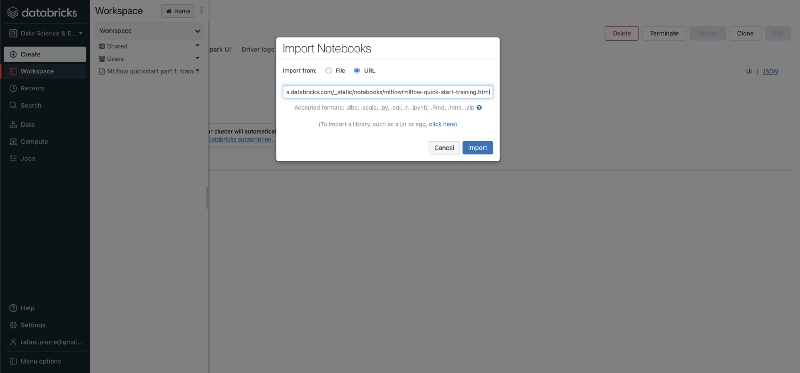 databricks
Data Science & E...
Create
Workspace
Recents
Search
Data
Compute
Jobs
Help
Settings
rafael.pierre@gmai...
Menu options
Workspace
Home
Workspace
Shared
Users
MLflow quickstart part 1: traini
park UI
Driver logs
Delete
Terminate
Restart
Clone
Edit
UI | JSON
r cluster will automatical
Databricks subscription.
Import Notebooks
Import from:
File
URL
s.databricks.com/_static/notebooks/mlflow/mlflow-quick-start-training.html
Accepted formats: .dbc, .scala, .py, .sql, .r, .ipynb, .Rmd, .html, .zip
(To import a library, such as a jar or egg, click here)
Cancel
Import